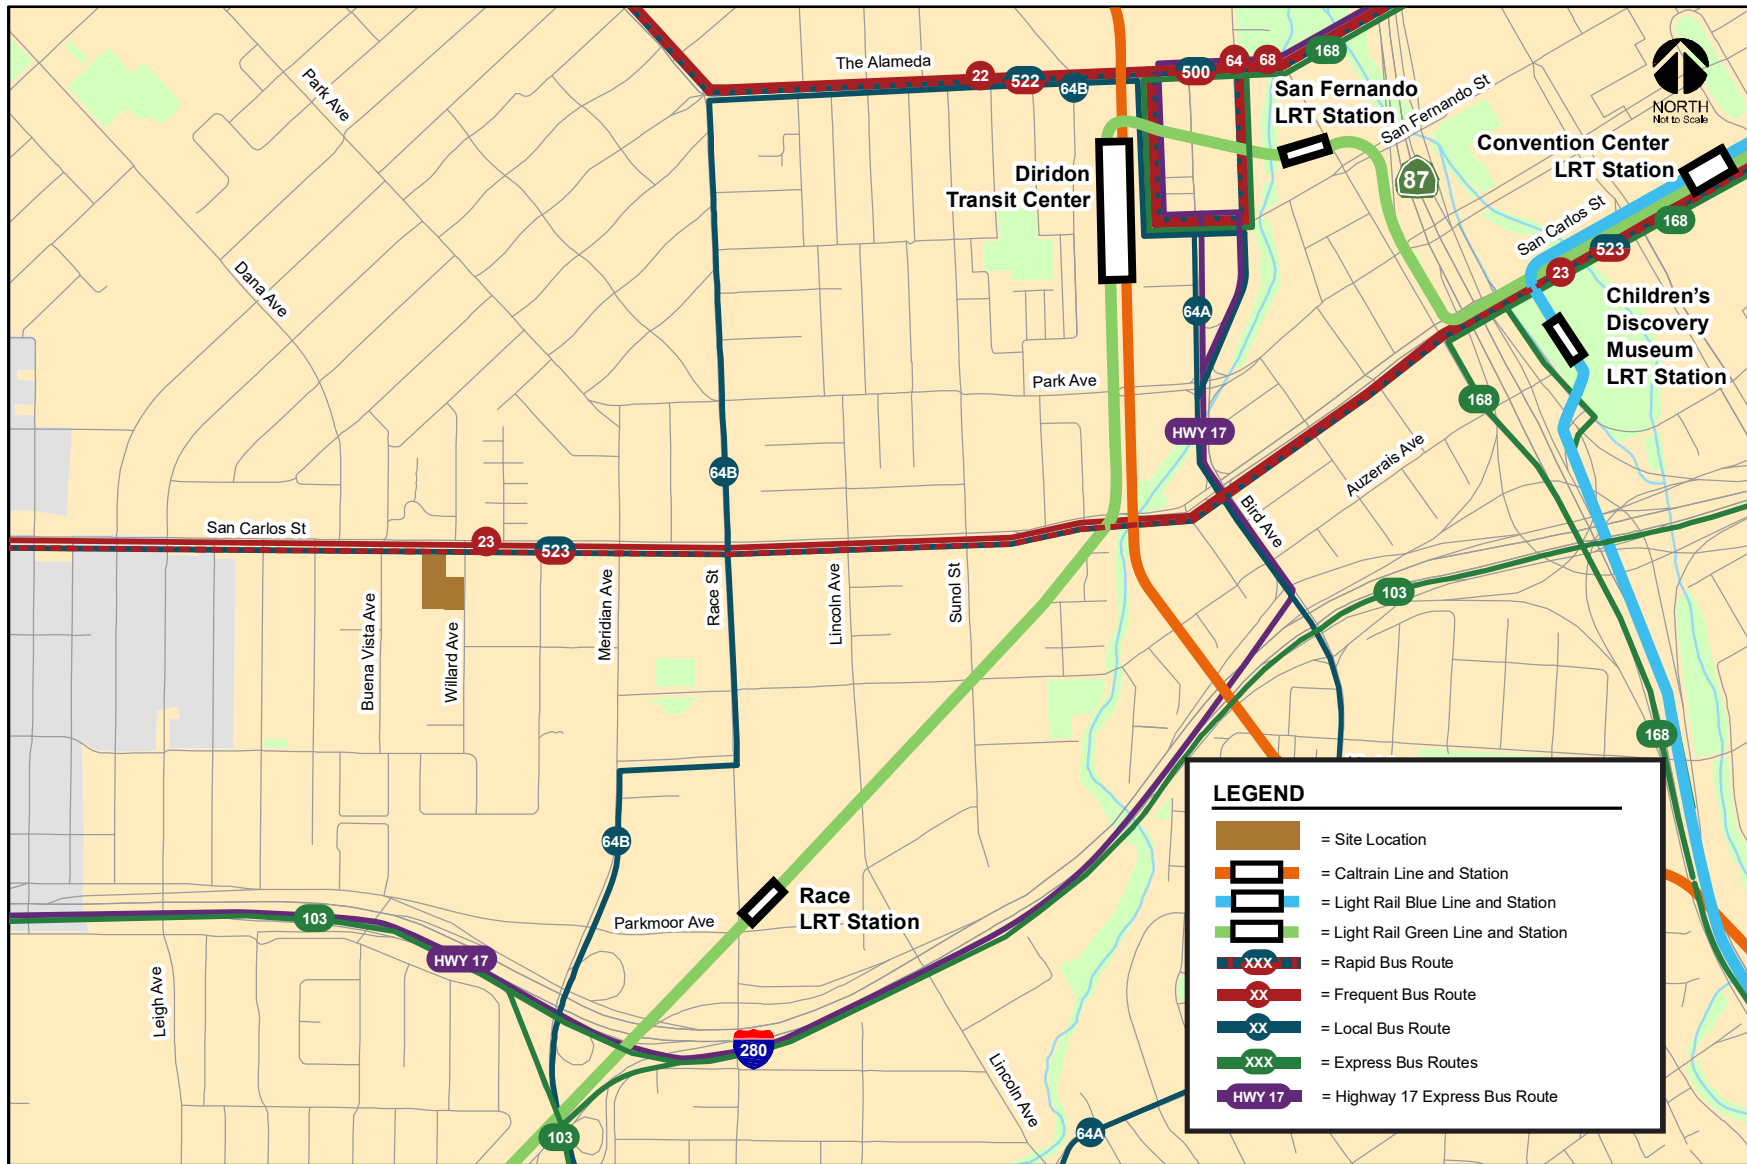 The Alameda
22
522
64B
500
64
68
168
NORTH
Not to Scale
Park Ave
San Fernando
LRT Station
San Fernando St
Convention Center
LRT Station
87
Diridon
Transit Center
San Carlos St
168
523
23
Dana Ave
64A
Children's
Discovery
Museum
LRT Station
Park Ave
168
HWY 17
Auzerais Ave
64B
Bird Ave
San Carlos St
23
523
103
Buena Vista Ave
Willard Ave
Meridian Ave
Race St
Lincoln Ave
Sunol St
168
64B
Race
LRT Station
Parkmoor Ave
103
HWY 17
Leigh Ave
280
Lincoln Ave
103
64A
LEGEND
= Site Location
= Caltrain Line and Station
= Light Rail Blue Line and Station
= Light Rail Green Line and Station
XXX = Rapid Bus Route
XX = Frequent Bus Route
XX = Local Bus Route
XXX = Express Bus Routes
HWY 17 = Highway 17 Express Bus Route